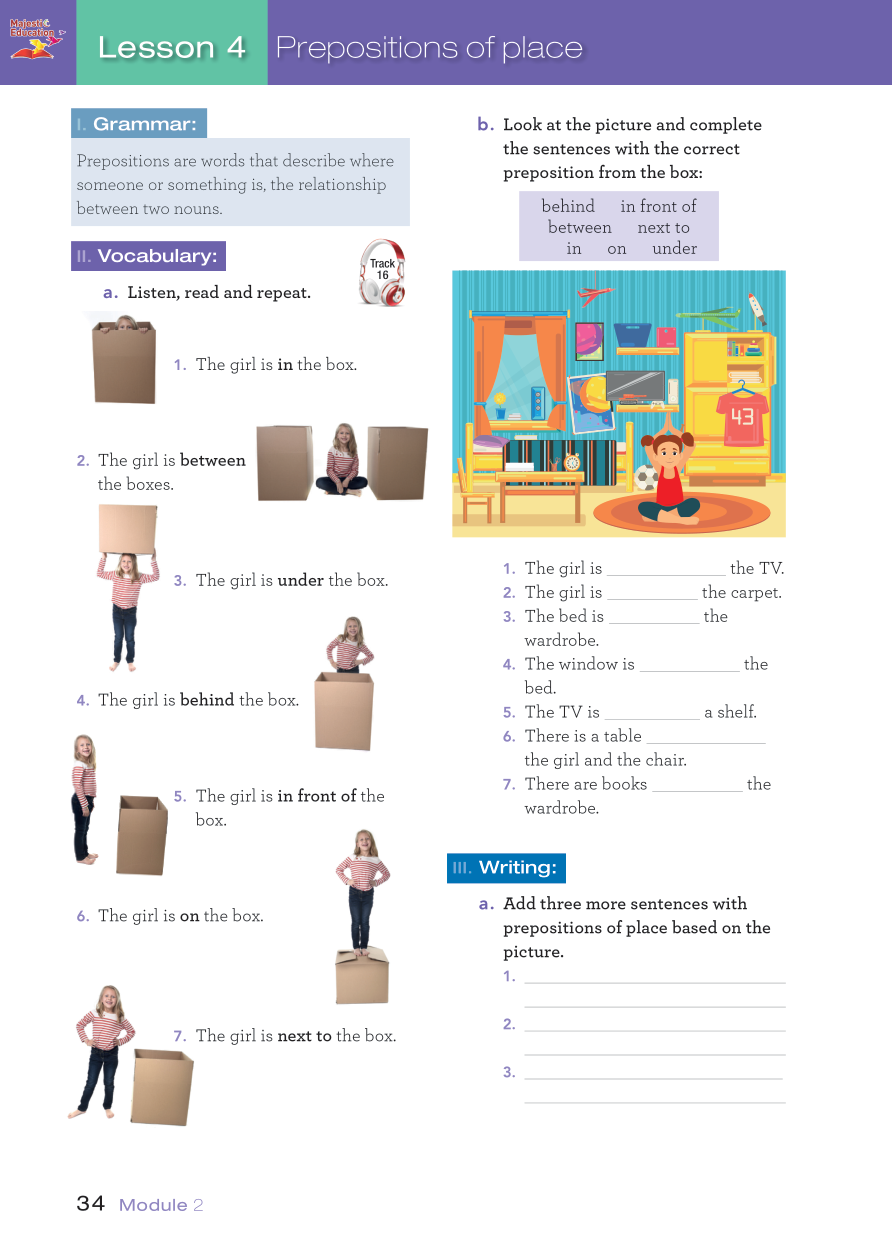 Majestic
Education
Lesson 4
Prepositions of place
I. Grammar:
Prepositions are words that describe where
someone or something is, the relationship
between two nouns.
II. Vocabulary:
Track
16
a. Listen, read and repeat.
1. The girl is in the box.
2. The girl is between
the boxes.
3. The girl is under the box.
4. The girl is behind the box.
5. The girl is in front of the
box.
6. The girl is on the box.
7. The girl is next to the box.
b. Look at the picture and complete
the sentences with the correct
preposition from the box:
behind in front of
between next to
in on under
43
1. The girl is ______________ the TV.
2. The girl is ___________ the carpet.
3. The bed is ___________ the
wardrobe.
4. The window is ____________ the
bed.
5. The TV is ___________ a shelf.
6. There is a table ______________
the girl and the chair.
7. There are books ___________ the
wardrobe.
III. Writing:
a. Add three more sentences with
prepositions of place based on the
picture.
1. ______________________________
______________________________
2. ______________________________
______________________________
3. ______________________________
______________________________
34 Module 2